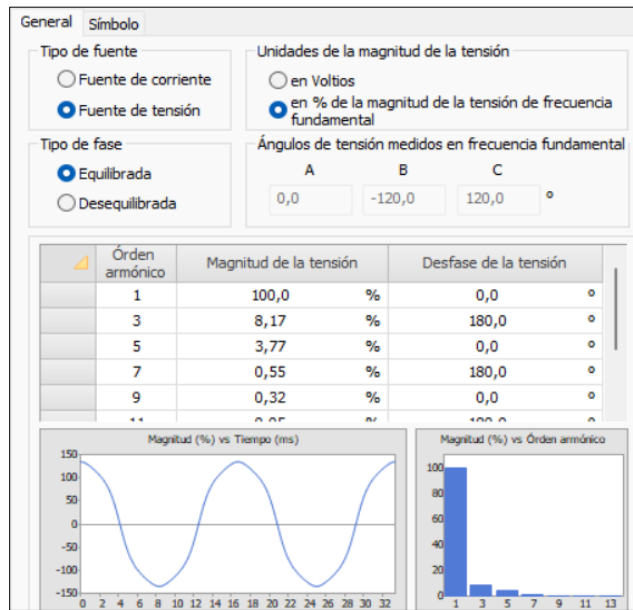 General Símbolo
Tipo de fuente
Fuente de corriente
Fuente de tensión
Unidades de la magnitud de la tensión
en Voltios
en % de la magnitud de la tensión de frecuencia
fundamental
Tipo de fase
Equilibrada
Desequilibrada
Ángulos de tensión medidos en frecuencia fundamental
A B C
0,0 -120,0 120,0 º
Órden
armónico Magnitud de la tensión Desfase de la tensión
1 100,0 % 0,0 º
3 8,17 % 180,0 º
5 3,77 % 0,0 º
7 0,55 % 180,0 º
9 0,32 % 0,0 º
Magnitud (%) vs Tiempo (ms)
150
100
50
0
-50
-100
-150
0 2 4 6 8 10 12 14 16 18 20 22 24 26 28 30 32
Magnitud (%) vs Órden armónico
100
80
60
40
20
0
1 3 5 7 9 11 13